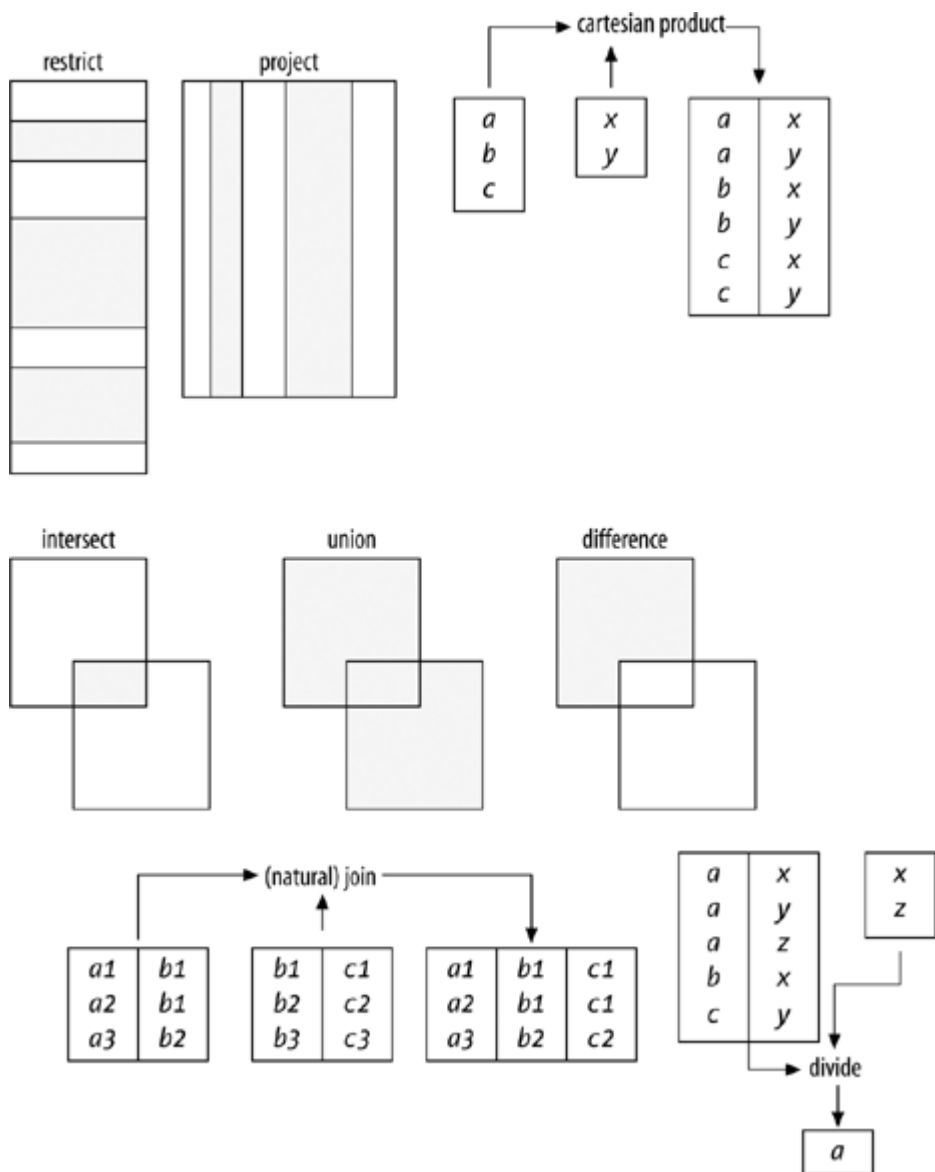 restrict
project
cartesian product
a
b
c
x
y
a x
a y
b x
b y
c x
c y
intersect
union
difference
(natural) join
a1 b1
a2 b1
a3 b2
b1 c1
b2 c2
b3 c3
a1 b1 c1
a2 b1 c1
a3 b2 c2
a x
a y
a z
b x
c y
x
z
divide
a